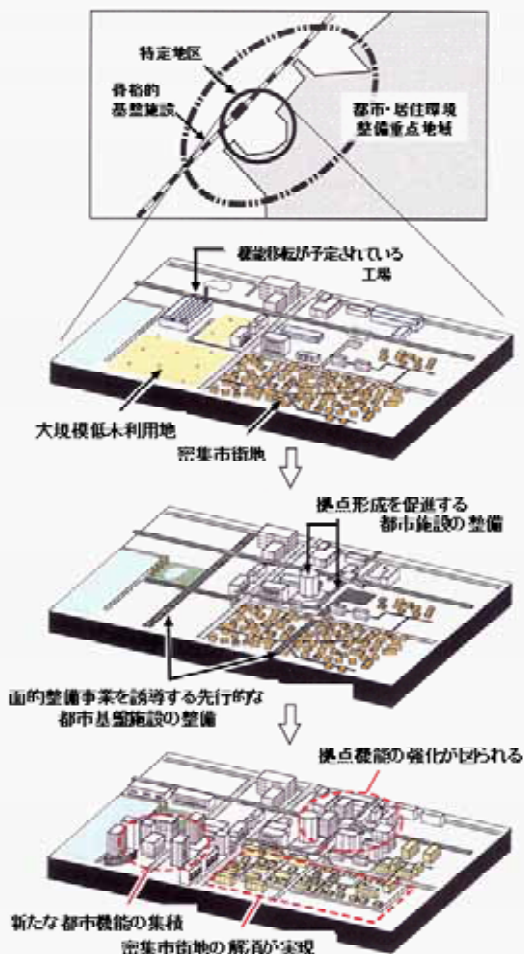 特定地区
骨格的
基盤施設
都市・居住環境
整備重点地域
機能移転が予定されている
工場
大規模低未利用地
密集市街地
拠点形成を促進する
都市施設の整備
面的整備事業を誘導する先行的な
都市基盤施設の整備
拠点機能の強化が図られる
新たな都市機能の集積
密集市街地の解消が実現